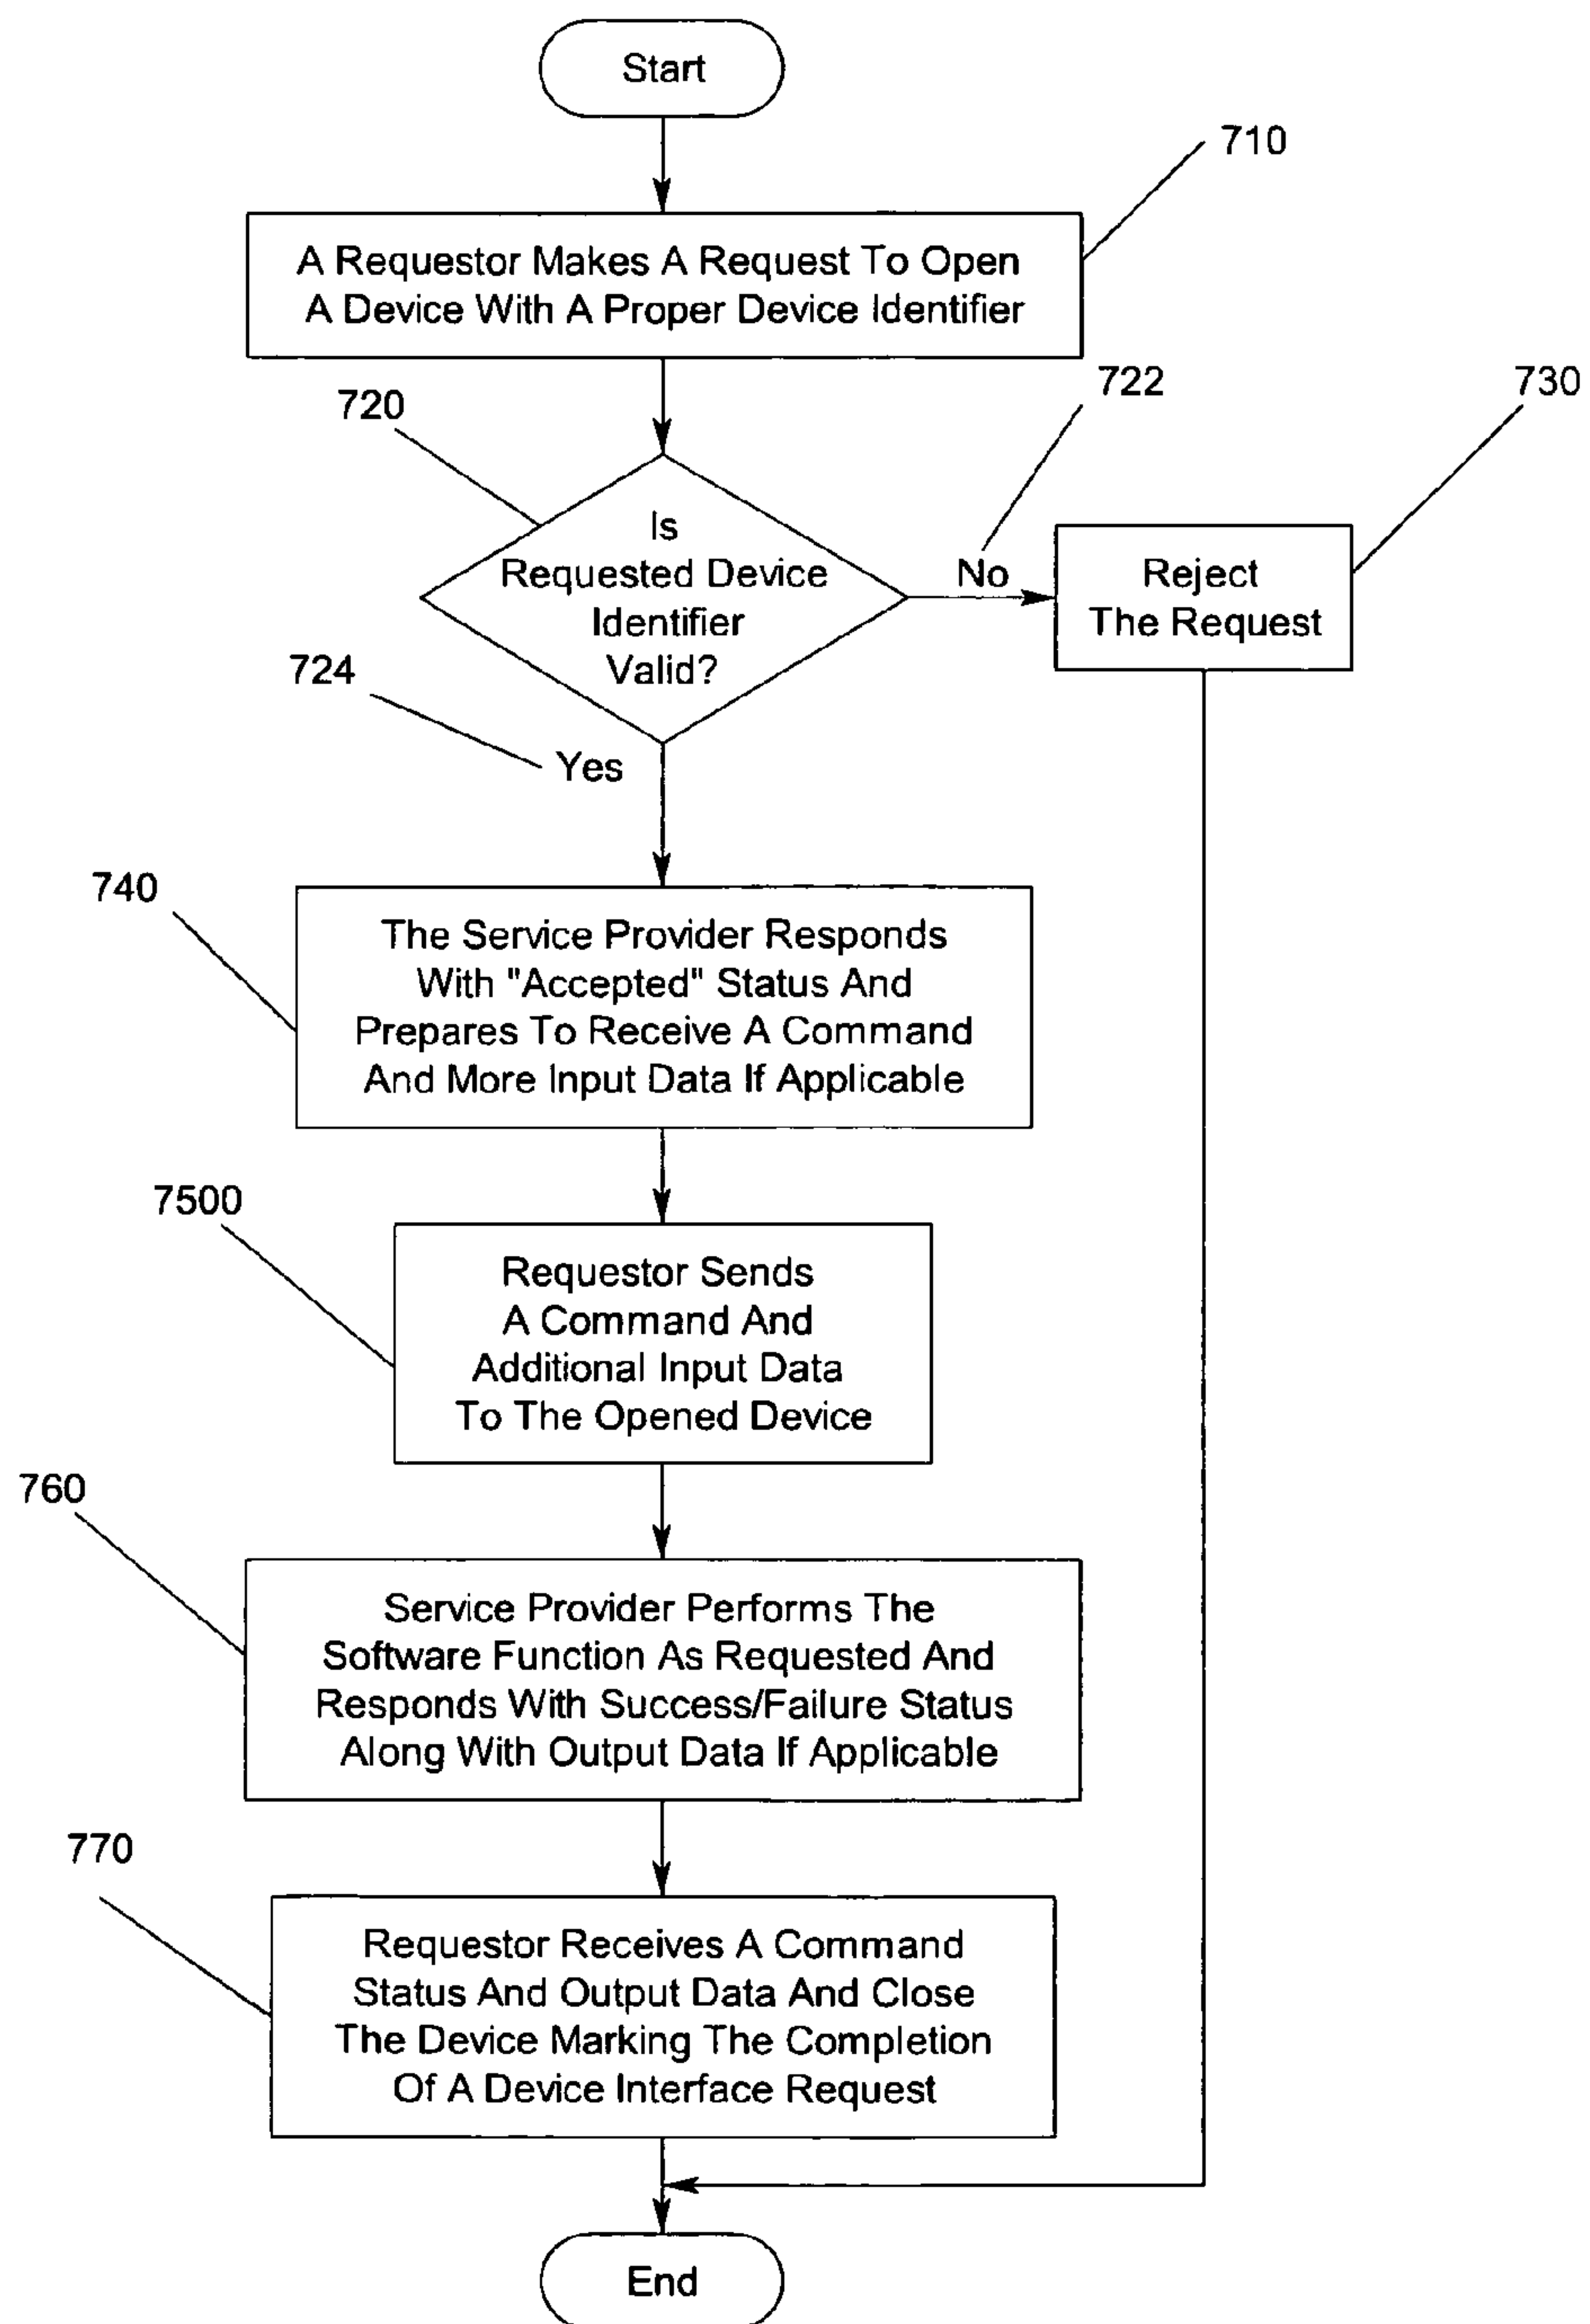 Start
710
A Requestor Makes A Request To Open
A Device With A Proper Device Identifier
720
722
730
Is
Requested Device
Identifier
Valid?
No
Reject
The Request
724
Yes
740
The Service Provider Responds
With "Accepted" Status And
Prepares To Receive A Command
And More Input Data If Applicable
7500
Requestor Sends
A Command And
Additional Input Data
To The Opened Device
760
Service Provider Performs The
Software Function As Requested And
Responds With Success/Failure Status
Along With Output Data If Applicable
770
Requestor Receives A Command
Status And Output Data And Close
The Device Marking The Completion
Of A Device Interface Request
End